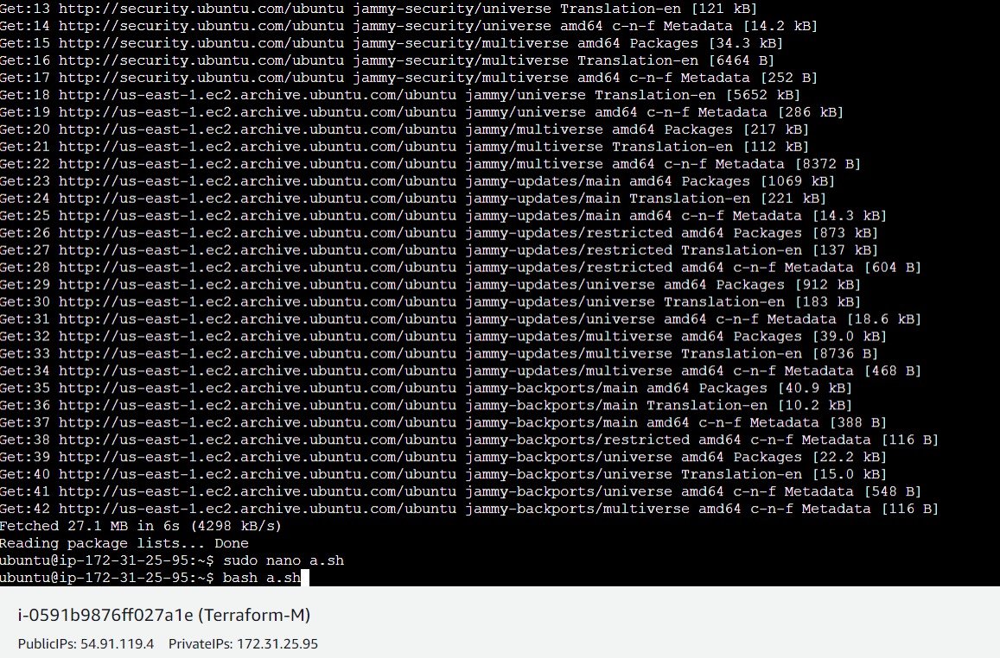 Get:13 http://security.ubuntu.com/ubuntu jammy-security/universe Translation-en [121 kB]
Get:14 http://security.ubuntu.com/ubuntu jammy-security/universe amd64 c-n-f Metadata [14.2 kB]
Get:15 http://security.ubuntu.com/ubuntu jammy-security/multiverse amd64 Packages [34.3 kB]
Get:16 http://security.ubuntu.com/ubuntu jammy-security/multiverse Translation-en [6464 B]
Get:17 http://security.ubuntu.com/ubuntu jammy-security/multiverse amd64 c-n-f Metadata [252 B]
Get:18 http://us-east-1.ec2.archive.ubuntu.com/ubuntu jammy/universe Translation-en [5652 kB]
Get:19 http://us-east-1.ec2.archive.ubuntu.com/ubuntu jammy/universe amd64 c-n-f Metadata [286 kB]
Get:20 http://us-east-1.ec2.archive.ubuntu.com/ubuntu jammy/multiverse amd64 Packages [217 kB]
Get:21 http://us-east-1.ec2.archive.ubuntu.com/ubuntu jammy/multiverse Translation-en [112 kB]
Get:22 http://us-east-1.ec2.archive.ubuntu.com/ubuntu jammy/multiverse amd64 c-n-f Metadata [8372 B]
Get:23 http://us-east-1.ec2.archive.ubuntu.com/ubuntu jammy-updates/main amd64 Packages [1069 kB]
Get:24 http://us-east-1.ec2.archive.ubuntu.com/ubuntu jammy-updates/main Translation-en [221 kB]
Get:25 http://us-east-1.ec2.archive.ubuntu.com/ubuntu jammy-updates/main amd64 c-n-f Metadata [14.3 kB]
Get:26 http://us-east-1.ec2.archive.ubuntu.com/ubuntu jammy-updates/restricted amd64 Packages [873 kB]
Get:27 http://us-east-1.ec2.archive.ubuntu.com/ubuntu jammy-updates/restricted Translation-en [137 kB]
Get:28 http://us-east-1.ec2.archive.ubuntu.com/ubuntu jammy-updates/restricted amd64 c-n-f Metadata [604 B]
Get:29 http://us-east-1.ec2.archive.ubuntu.com/ubuntu jammy-updates/universe amd64 Packages [912 kB]
Get:30 http://us-east-1.ec2.archive.ubuntu.com/ubuntu jammy-updates/universe Translation-en [183 kB]
Get:31 http://us-east-1.ec2.archive.ubuntu.com/ubuntu jammy-updates/universe amd64 c-n-f Metadata [18.6 kB]
Get:32 http://us-east-1.ec2.archive.ubuntu.com/ubuntu jammy-updates/multiverse amd64 Packages [39.0 kB]
Get:33 http://us-east-1.ec2.archive.ubuntu.com/ubuntu jammy-updates/multiverse Translation-en [8736 B]
Get:34 http://us-east-1.ec2.archive.ubuntu.com/ubuntu jammy-updates/multiverse amd64 c-n-f Metadata [468 B]
Get:35 http://us-east-1.ec2.archive.ubuntu.com/ubuntu jammy-backports/main amd64 Packages [40.9 kB]
Get:36 http://us-east-1.ec2.archive.ubuntu.com/ubuntu jammy-backports/main Translation-en [10.2 kB]
Get:37 http://us-east-1.ec2.archive.ubuntu.com/ubuntu jammy-backports/main amd64 c-n-f Metadata [388 B]
Get:38 http://us-east-1.ec2.archive.ubuntu.com/ubuntu jammy-backports/restricted amd64 c-n-f Metadata [116 B]
Get:39 http://us-east-1.ec2.archive.ubuntu.com/ubuntu jammy-backports/universe amd64 Packages [22.2 kB]
Get:40 http://us-east-1.ec2.archive.ubuntu.com/ubuntu jammy-backports/universe Translation-en [15.0 kB]
Get:41 http://us-east-1.ec2.archive.ubuntu.com/ubuntu jammy-backports/universe amd64 c-n-f Metadata [548 B]
Get:42 http://us-east-1.ec2.archive.ubuntu.com/ubuntu jammy-backports/multiverse amd64 c-n-f Metadata [116 B]
Fetched 27.1 MB in 6s (4298 kB/s)
Reading package lists... Done
ubuntu@ip-172-31-25-95:~$ sudo nano a.sh
ubuntu@ip-172-31-25-95:~$ bash a.sh
i-0591b9876ff027a1e (Terraform-M)
PublicIPs: 54.91.119.4 PrivateIPs: 172.31.25.95